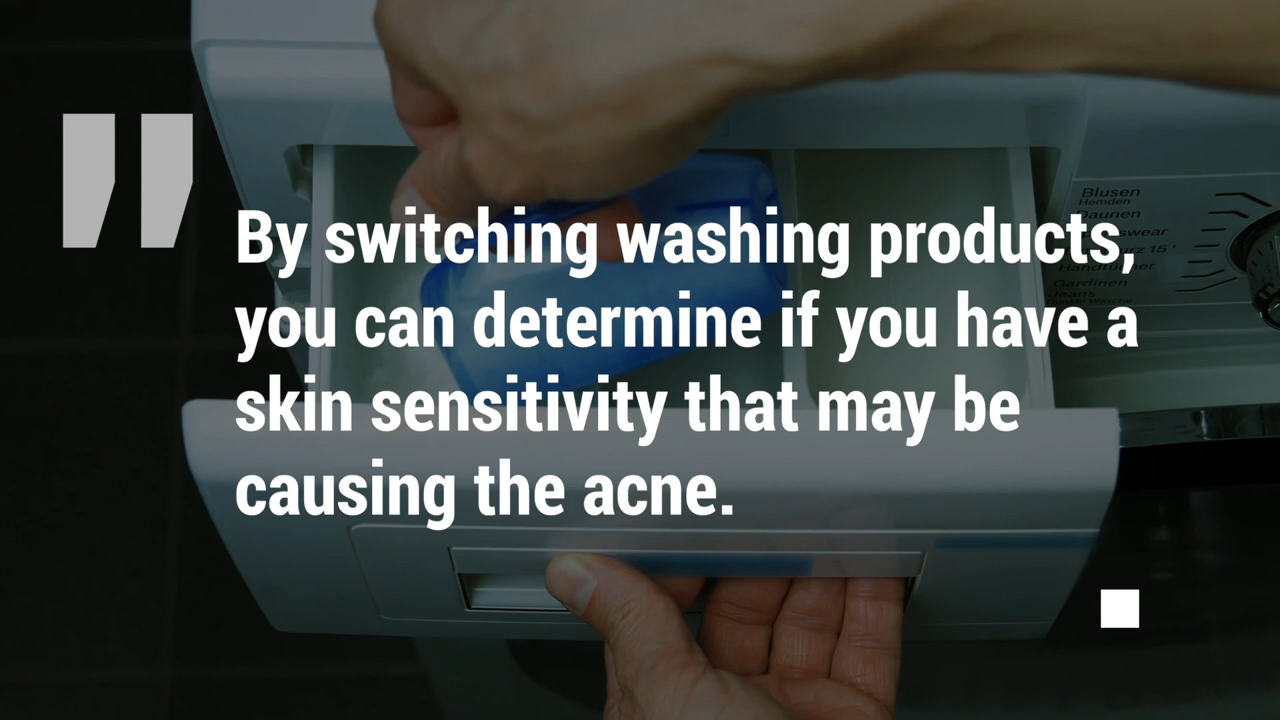 "
By switching washing products,
you can determine if you have a
skin sensitivity that may be
causing the acne.
Blusen
Hemden
Daunen
Handtücher
Gardinen
Jeans